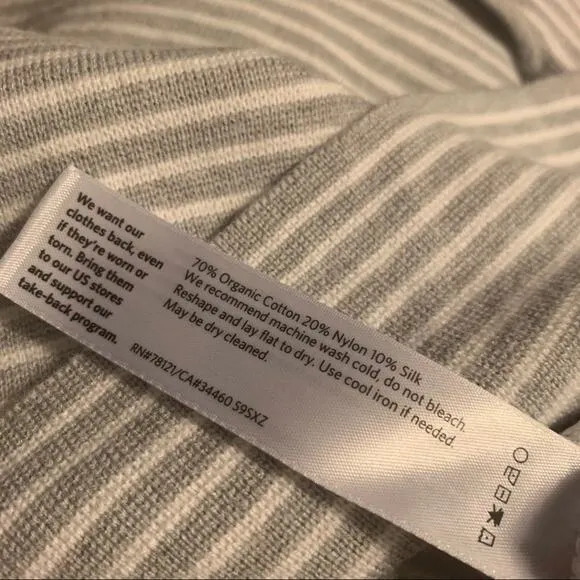 We want our
clothes back, even
if they're worn or
torn. Bring them
to our US stores
and support our
take-back program.
70% Organic Cotton 20% Nylon 10% Silk
We recommend machine wash cold, do not bleach.
Reshape and lay flat to dry. Use cool iron if needed.
May be dry cleaned.
RN#78121/CA#34460 S9SXZ